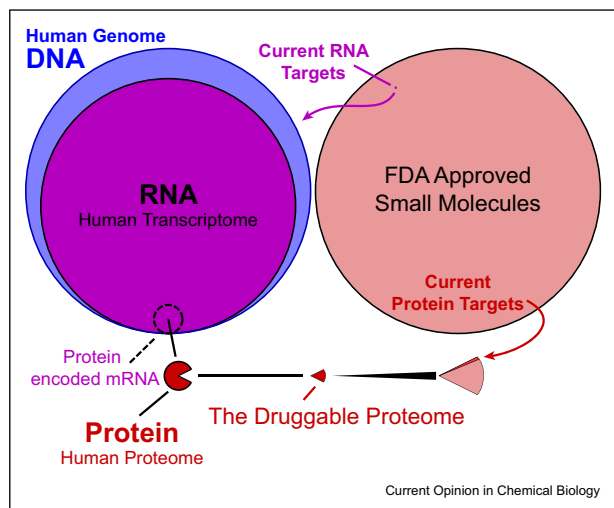 Human Genome
DNA
Current RNA
Targets
RNA
Human Transcriptome
FDA Approved
Small Molecules
Current
Protein Targets
Protein
encoded mRNA
The Druggable Proteome
Protein
Human Proteome
Current Opinion in Chemical Biology